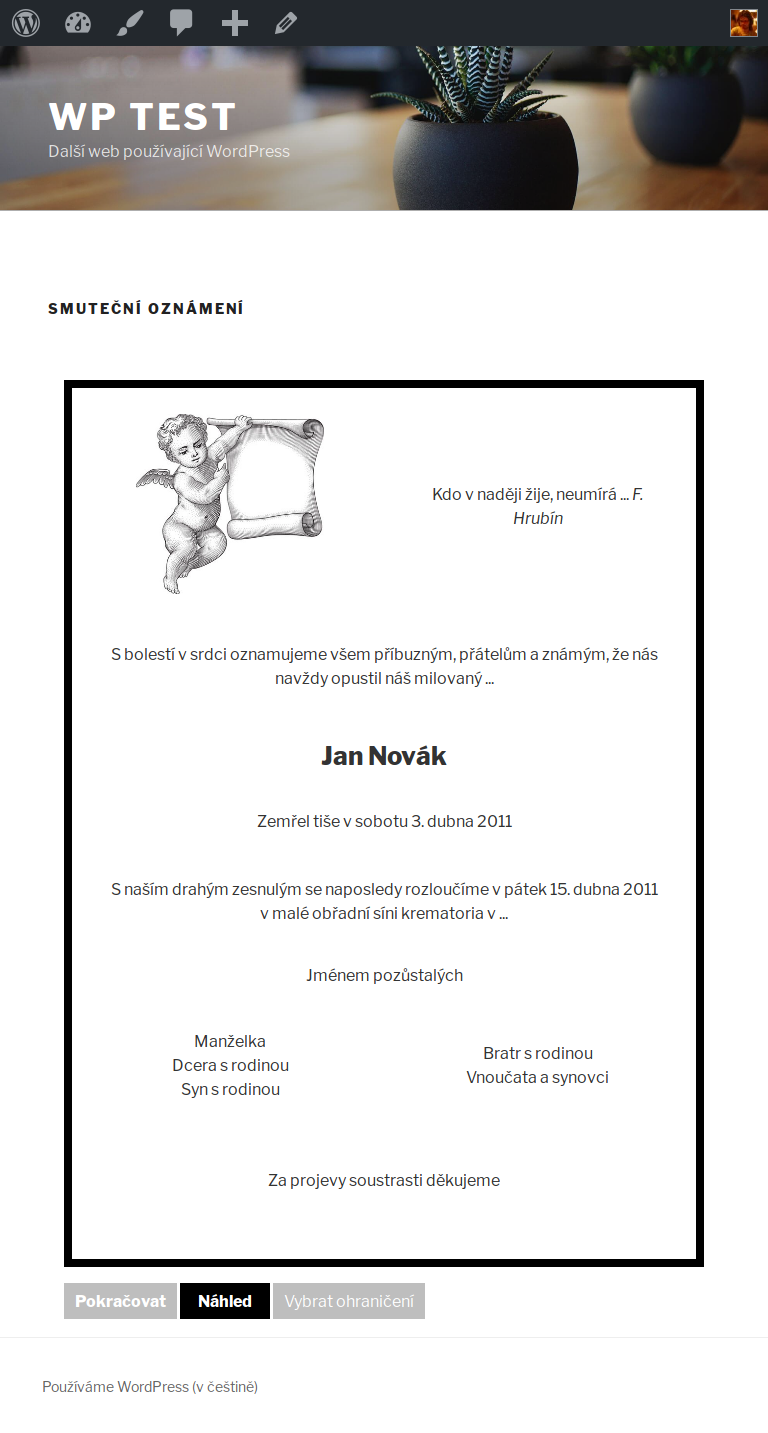 WP TEST
Další web používající WordPress
SMUTEČNÍ OZNÁMENÍ
Kdo v naději žije, neumírá ... F.
Hrubín
S bolestí v srdci oznamujeme všem příbuzným, přátelům a známým, že nás
navždy opustil náš milovaný ...
Jan Novák
Zemřel tiše v sobotu 3. dubna 2011
S naším drahým zesnulým se naposledy rozloučíme v pátek 15. dubna 2011
v malé obřadní síni krematoria v ...
Jménem pozůstalých
Manželka
Dcera s rodinou
Syn s rodinou
Bratr s rodinou
Vnoučata a synovci
Za projevy soustrasti děkujeme
Pokračovat Náhled Vybrat ohraničení
Používáme WordPress (v češtině)